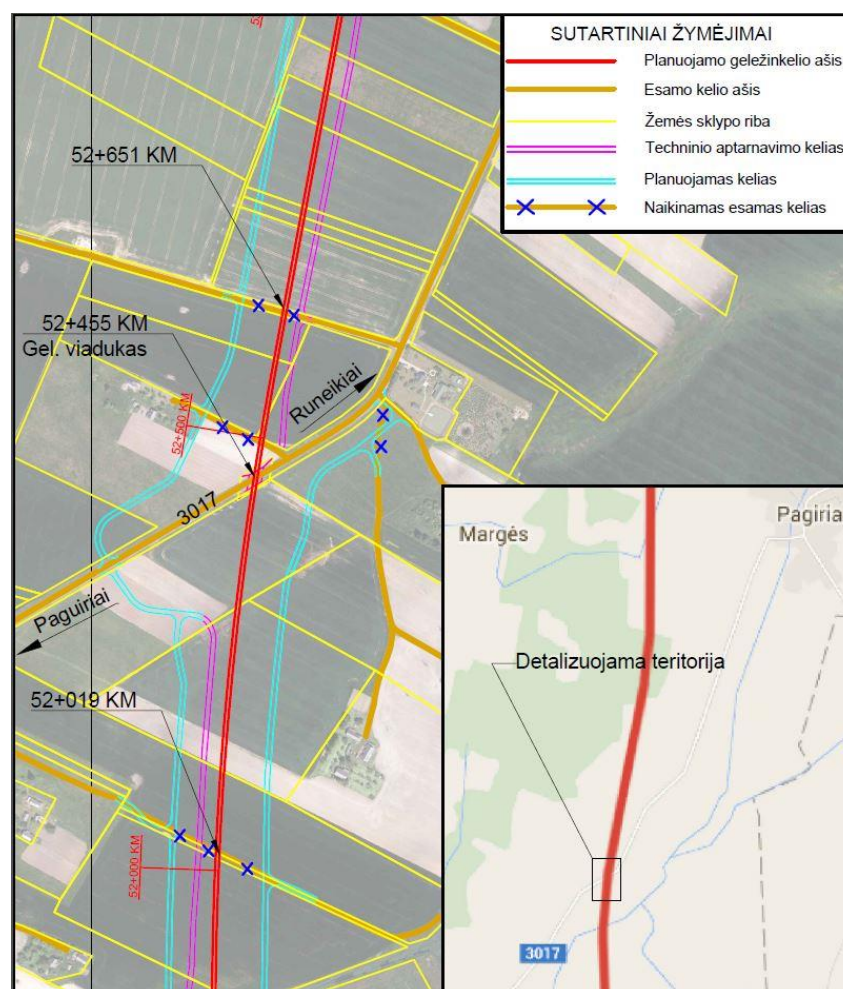 SUTARTINIAI ŽYMĖJIMAI
Planuojamo geležinkelio ašis
Esamo kelio ašis
Žemės sklypo riba
Techninio aptarnavimo kelias
Planuojamas kelias
Naikinamas esamas kelias
52+651 KM
52+455 KM
Gel. viadukas
Runeikiai
52+500 KM
3017
Paguiriai
52+019 KM
52+000 KM
Margės
Pagiria
Detalizuojama teritorija
3017